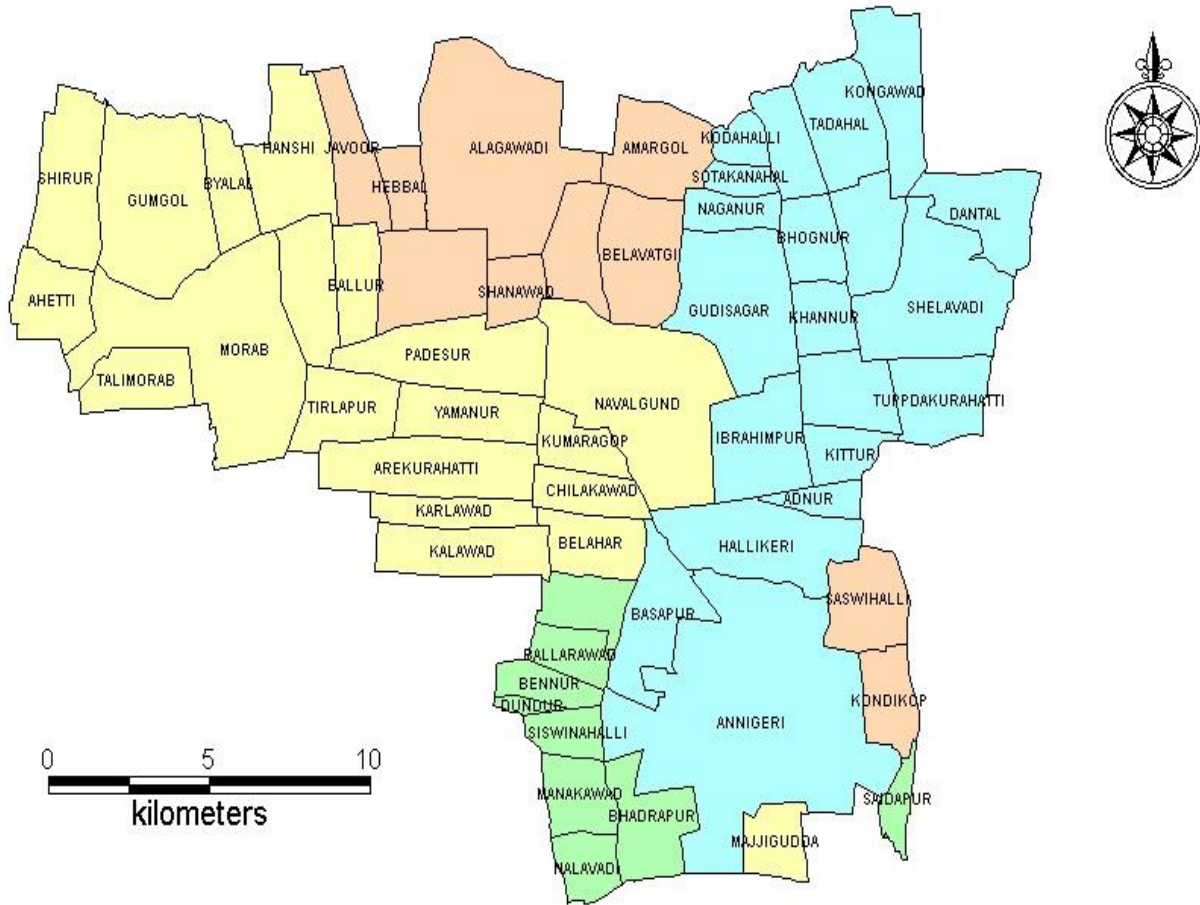 KONGAWAD
KODAHALLI
TADAHAL
HANSHI
JAVOOR
ALAGAWADI
AMARGOL
SHIRUR
BYALAL
HEBBAL
SOTAKANAHAL
GUMGOL
NAGANUR
DANTAL
BHOGNUR
BELAVATGI
AHETTI
BALLUR
SHANAWAD
GUDISAGAR
KHANNUR
SHELAVADI
MORAB
PADESUR
TALIMORAB
NAVALGUND
TUPPDAKURAHATTI
TIRLAPUR
YAMANUR
KUMARAGOP
IBRAHIMPUR
KITTUR
AREKURAHATTI
CHILAKAWAD
ADNUR
KARLAWAD
BELAHAR
HALLIKERI
KALAWAD
SASWIHALLI
BASAPUR
BALLARAWAD
BENNUR
DUNDUR
KONDIKOP
ANNIGERI
SISWINAHALLI
0 5 10
kilometers
MANAKAWAD
SAIDAPUR
BHADRAPUR
MAJJIGUDDA
NALAVADI